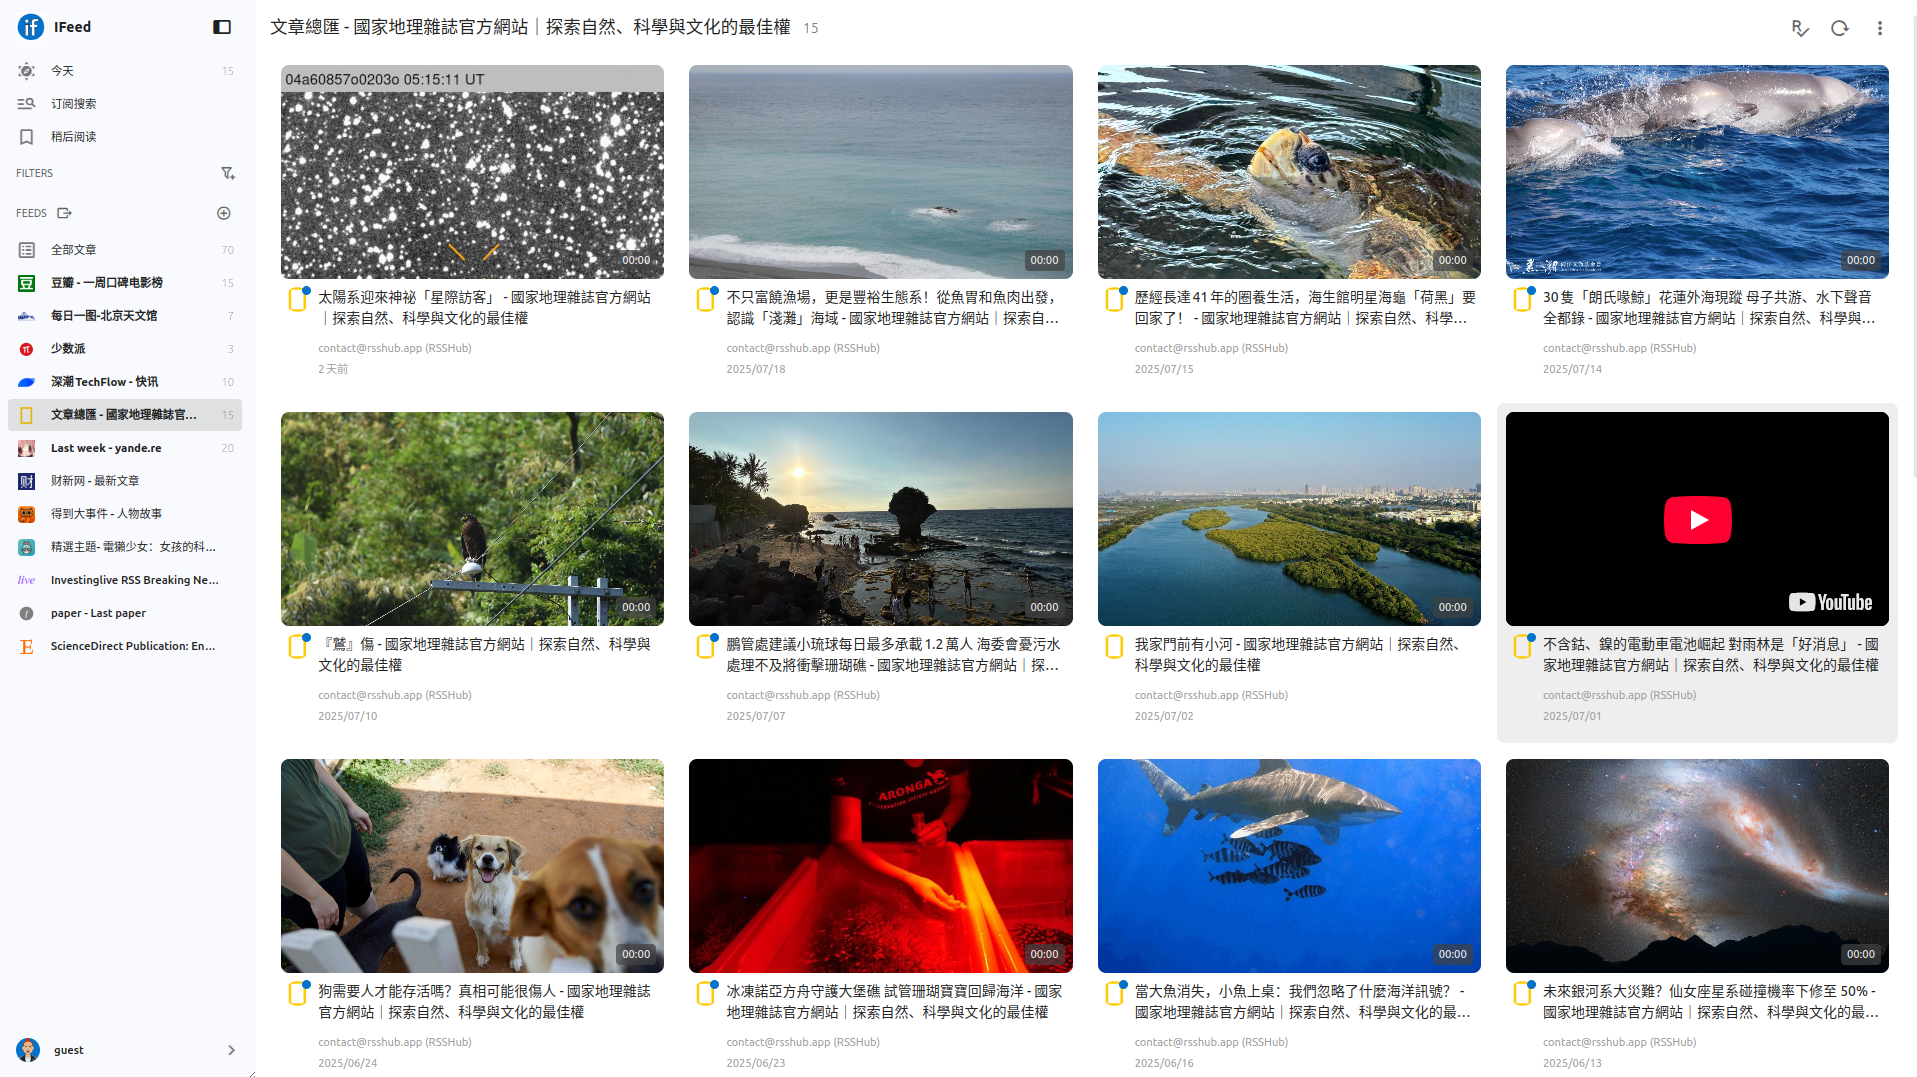 IFeed
今天
15
订阅搜索
稍后阅读
FILTERS
FEEDS
全部文章
70
豆瓣 - 一周口碑电影榜
15
每日一图-北京天文馆
7
少数派
3
深潮TechFlow - 快讯
10
文章總匯 - 國家地理雜誌官...
15
Last week - yande.re
20
财新网 - 最新文章
得到大事件 - 人物故事
精選主題- 電獺少女：女孩的科...
Investinglive RSS Breaking Ne...
paper - Last paper
ScienceDirect Publication: En...
guest
文章總匯 - 國家地理雜誌官方網站｜探索自然、科學與文化的最佳權
15
04a60857o0203o 05:15:11 UT
00:00
太陽系迎來神祕「星際訪客」 - 國家地理雜誌官方網站
｜探索自然、科學與文化的最佳權
contact@rsshub.app (RSSHub)
2 天前
00:00
不只富饒漁場，更是豐裕生態系！從魚胃和魚肉出發，
認識「淺灘」海域 - 國家地理雜誌官方網站｜探索自...
contact@rsshub.app (RSSHub)
2025/07/18
00:00
歷經長達 41 年的圈養生活，海生館明星海龜「荷黑」要
回家了！ - 國家地理雜誌官方網站｜探索自然、科學...
contact@rsshub.app (RSSHub)
2025/07/15
00:00
30 隻「朗氏喙鯨」花蓮外海現蹤 母子共游、水下聲音
全都錄 - 國家地理雜誌官方網站｜探索自然、科學與...
contact@rsshub.app (RSSHub)
2025/07/14
00:00
『鷲』傷 - 國家地理雜誌官方網站｜探索自然、科學與
文化的最佳權
contact@rsshub.app (RSSHub)
2025/07/10
00:00
鵬管處建議小琉球每日最多承載 1.2 萬人 海委會憂污水
處理不及將衝擊珊瑚礁 - 國家地理雜誌官方網站｜探...
contact@rsshub.app (RSSHub)
2025/07/07
00:00
我家門前有小河 - 國家地理雜誌官方網站｜探索自然、
科學與文化的最佳權
contact@rsshub.app (RSSHub)
2025/07/02
YouTube
不含鈷、鎳的電動車電池崛起 對雨林是「好消息」 - 國
家地理雜誌官方網站｜探索自然、科學與文化的最佳權
contact@rsshub.app (RSSHub)
2025/07/01
00:00
狗需要人才能存活嗎？真相可能很傷人 - 國家地理雜誌
官方網站｜探索自然、科學與文化的最佳權
contact@rsshub.app (RSSHub)
2025/06/24
ARONGA
00:00
冰凍諾亞方舟守護大堡礁 試管珊瑚寶寶回歸海洋 - 國家
地理雜誌官方網站｜探索自然、科學與文化的最佳權
contact@rsshub.app (RSSHub)
2025/06/23
00:00
當大魚消失，小魚上桌：我們忽略了什麼海洋訊號？ -
國家地理雜誌官方網站｜探索自然、科學與文化的最...
contact@rsshub.app (RSSHub)
2025/06/16
00:00
未來銀河系大災難？仙女座星系碰撞機率下修至 50% -
國家地理雜誌官方網站｜探索自然、科學與文化的最...
contact@rsshub.app (RSSHub)
2025/06/13